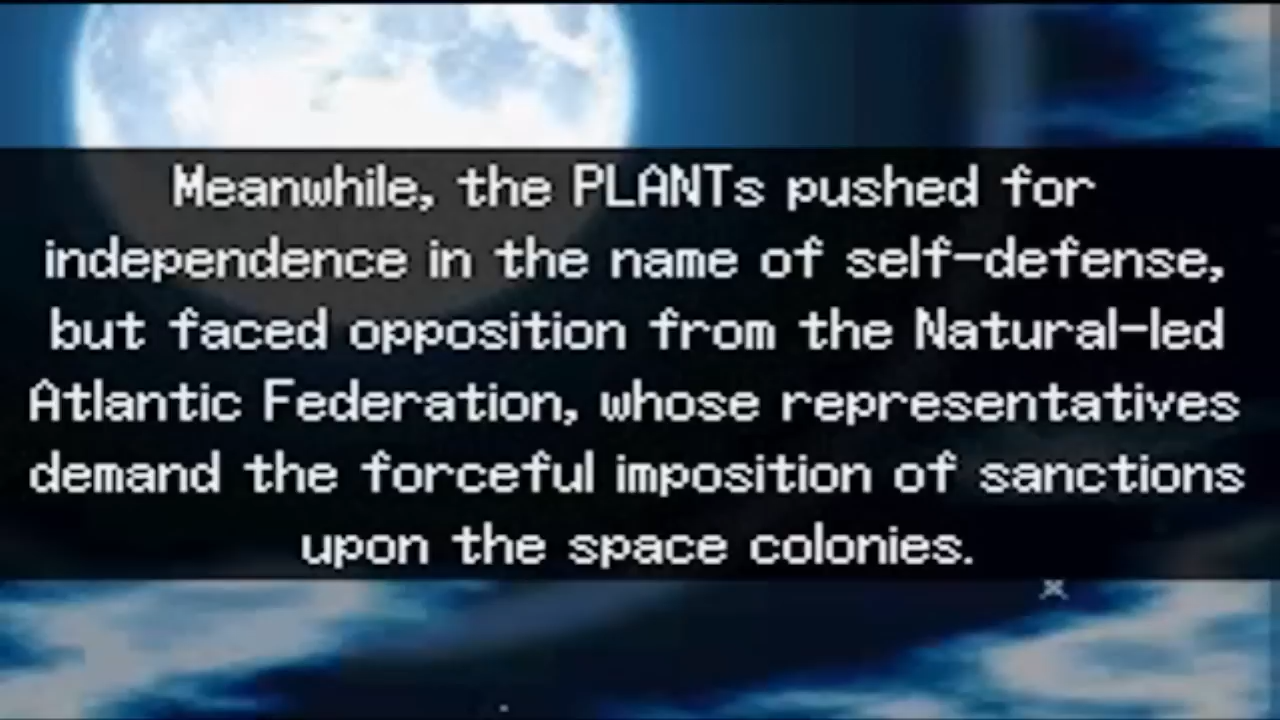 Meanwhile, the PLANTs pushed for
independence in the name of self-defense,
but faced opposition from the Natural-led
Atlantic Federation, whose representatives
demand the forceful imposition of sanctions
upon the space colonies.